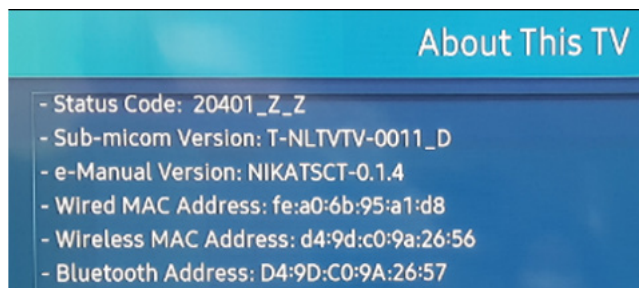 About This TV
- Status Code: 20401_Z_Z
- Sub-micom Version: T-NLTVTV-0011_D
- e-Manual Version: NIKATSCT-0.1.4
- Wired MAC Address: fe:a0:6b:95:a1:d8
- Wireless MAC Address: d4:9d:c0:9a:26:56
- Bluetooth Address: D4:9D:C0:9A:26:57